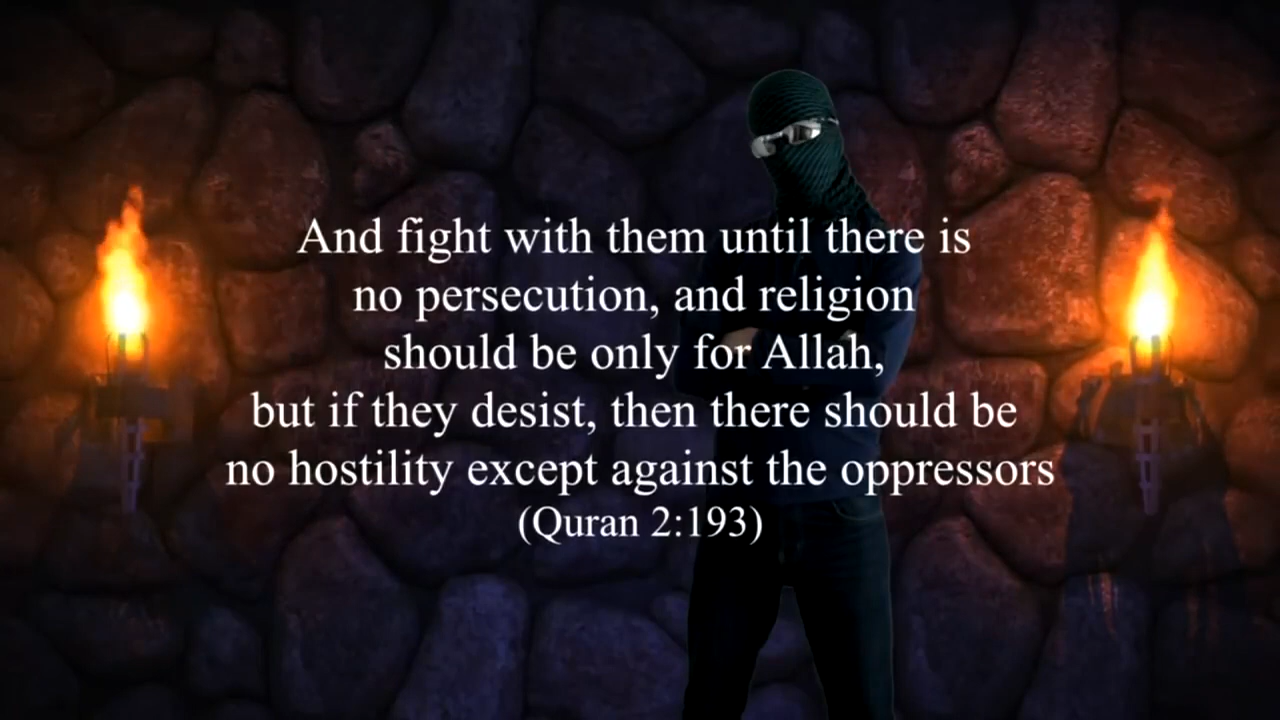 And fight with them until there is
no persecution, and religion
should be only for Allah,
but if they desist, then there should be
no hostility except against the oppressors
(Quran 2:193)